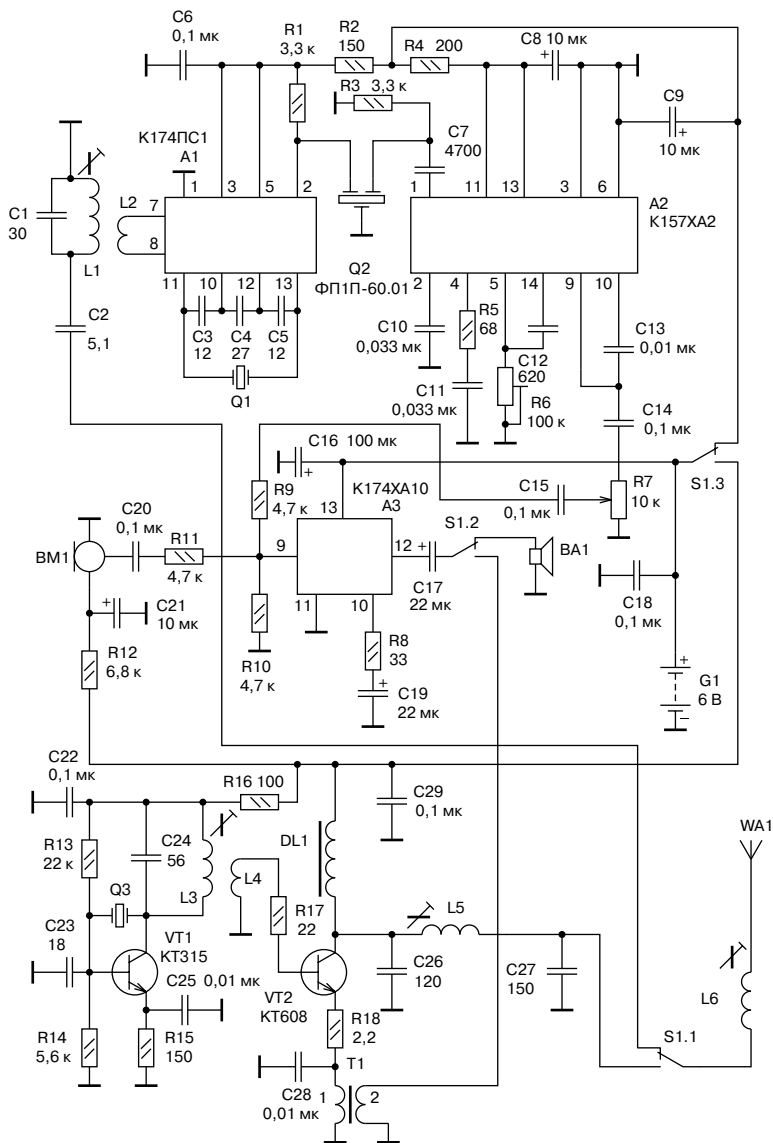 C6
0,1 мк
R1
3,3 к
R2
150
R4 200
C8 10 мк
R3 3,3 к
C9
10 мк
+
+
К174ПС1
A1
C7
4700
1
3
5
2
1
11
13
3
6
A2
К157ХА2
C1
30
L1
L2
7
8
11
10
12
13
Q2
ФП1П-60.01
2
4
5
14
9
10
C2
5,1
C3
12
C4
27
C5
12
Q1
C10
0,033 мк
R5
68
C11
0,033 мк
C12
620
R6
100 к
C13
0,01 мк
C14
0,1 мк
C16 100 мк
+
R9
4,7 к
К174ХА10
A3
13
C15
0,1 мк
R7
10 к
S1.3
C20
0,1 мк
BM1
R11
4,7 к
9
12
+
S1.2
C17
22 мк
BA1
11
10
+
C21
10 мк
R12
6,8 к
R10
4,7 к
R8
33
+
C19
22 мк
C18
0,1 мк
+
G1
6 В
−
C22
0,1 мк
R16 100
C29
0,1 мк
R13
22 к
C24
56
L3
L4
DL1
WA1
Q3
R17
22
L5
C23
18
VT1
КТ315
C25 0,01 мк
VT2
КТ608
C26
120
C27
150
L6
R14
5,6 к
R15
150
R18
2,2
S1.1
C28
0,01 мк
T1
1
2